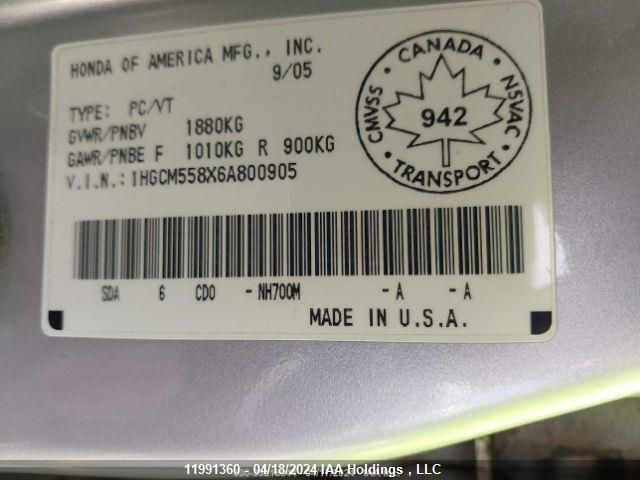 HONDA OF AMERICA MFG., INC.
9/05
TYPE: PC/VT
GVWR/PNBV 1880KG
GAWR/PNBE F 1010KG R 900KG
V.I.N.: 1HGCM558X6A800905
CANADA
CMVSS 942 NSVAC
TRANSPORT
SDA 6 CDO - NH700M - A - A
MADE IN U.S.A.
11991360 - 04/18/2024 IAA Holdings , LLC